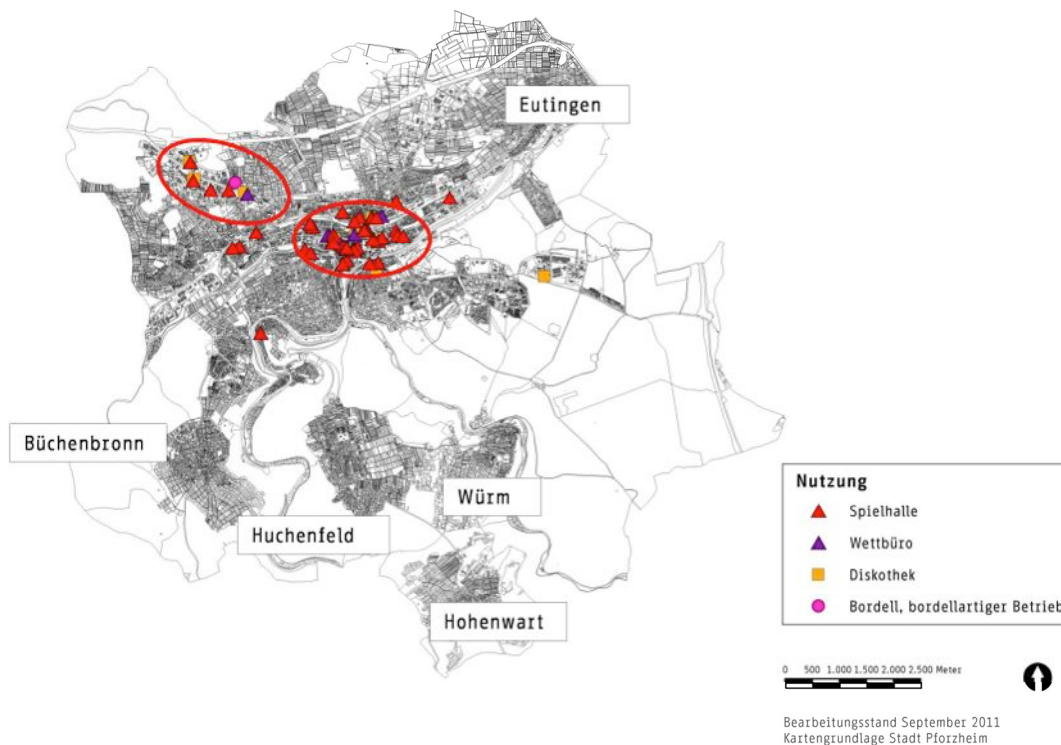 Eutingen
Büchenbronn
Würm
Huchenfeld
Hohenwart
Nutzung
Spielhalle
Wettbüro
Diskothek
Bordell, bordellartiger Betrieb
0 500 1.000 1.500 2.000 2.500 Meter
Bearbeitungsstand September 2011
Kartengrundlage Stadt Pforzheim